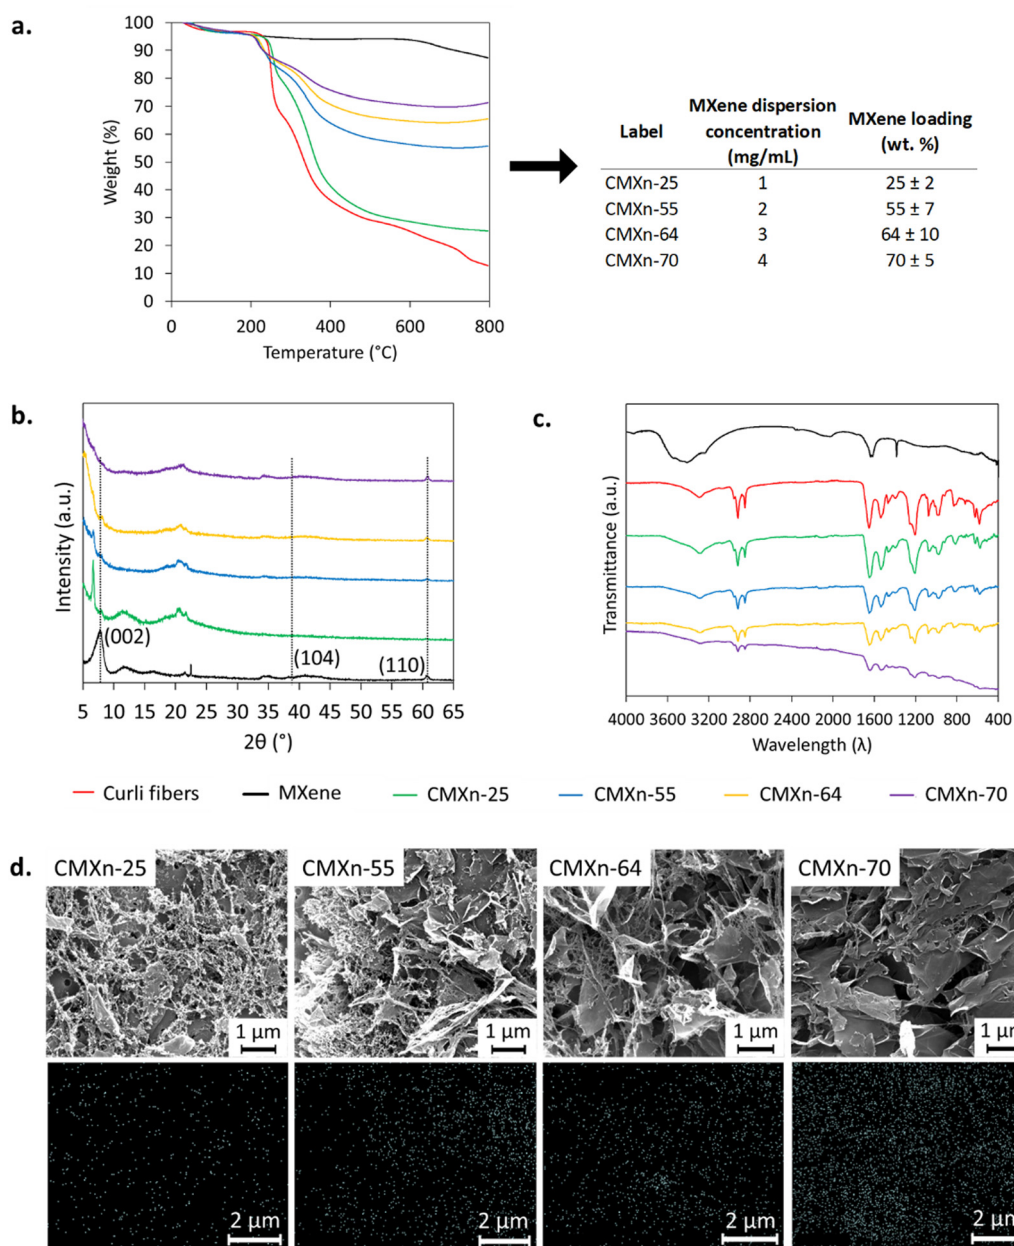 a.
100
90
80
70
60
50
40
30
20
10
0
Weight (%)
0
200
400
600
800
Temperature (°C)
Label
MXene dispersion
concentration
(mg/mL)
MXene loading
(wt. %)
CMXn-25 1 25 ± 2
CMXn-55 2 55 ± 7
CMXn-64 3 64 ± 10
CMXn-70 4 70 ± 5
b.
Intensity (a.u.)
(002)
(104)
(110)
5 10 15 20 25 30 35 40 45 50 55 60 65
2θ (°)
c.
Transmittance (a.u.)
4000 3600 3200 2800 2400 2000 1600 1200 800 400
Wavelength (λ)
Curli fibers
MXene
CMXn-25
CMXn-55
CMXn-64
CMXn-70
d.
CMXn-25
1 µm
CMXn-55
1 µm
CMXn-64
1 µm
CMXn-70
1 µm
2 µm
2 µm
2 µm
2 µm